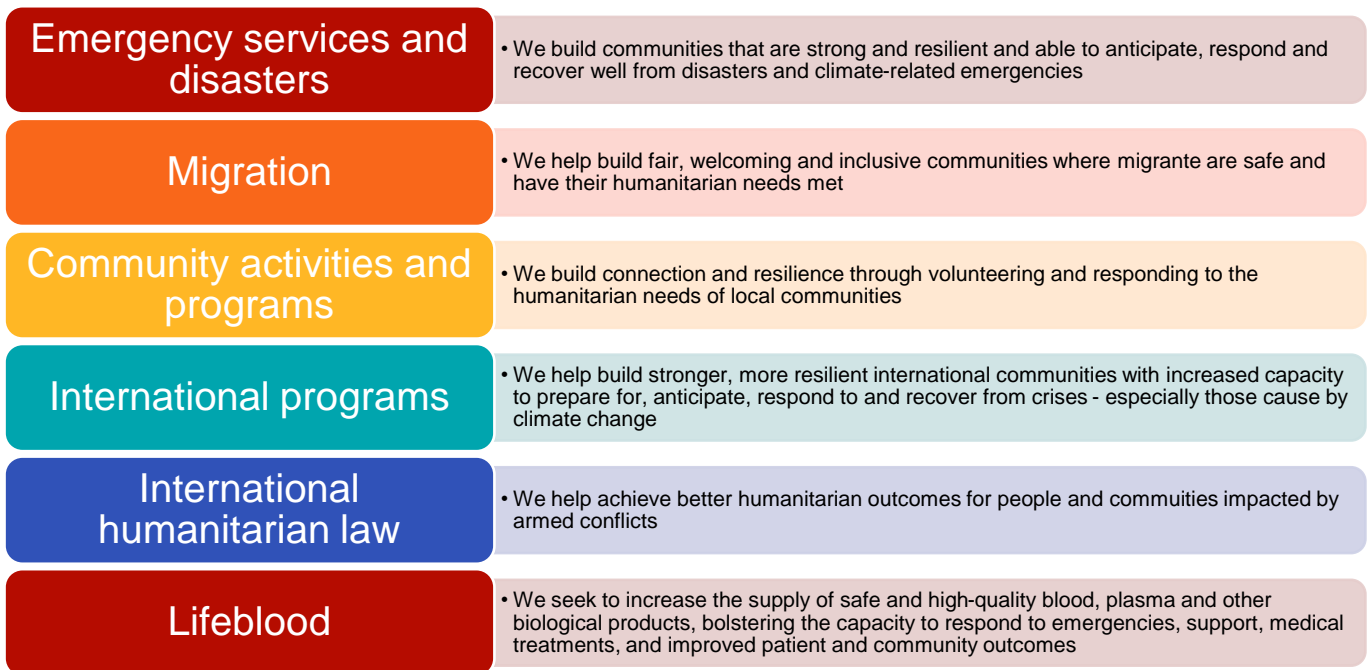 Emergency services and
disasters
• We build communities that are strong and resilient and able to anticipate, respond and
recover well from disasters and climate-related emergencies
Migration
• We help build fair, welcoming and inclusive communities where migrante are safe and
have their humanitarian needs met
Community activities and
programs
• We build connection and resilience through volunteering and responding to the
humanitarian needs of local communities
International programs
• We help build stronger, more resilient international communities with increased capacity
to prepare for, anticipate, respond to and recover from crises - especially those cause by
climate change
International
humanitarian law
• We help achieve better humanitarian outcomes for people and commuities impacted by
armed conflicts
Lifeblood
• We seek to increase the supply of safe and high-quality blood, plasma and other
biological products, bolstering the capacity to respond to emergencies, support, medical
treatments, and improved patient and community outcomes